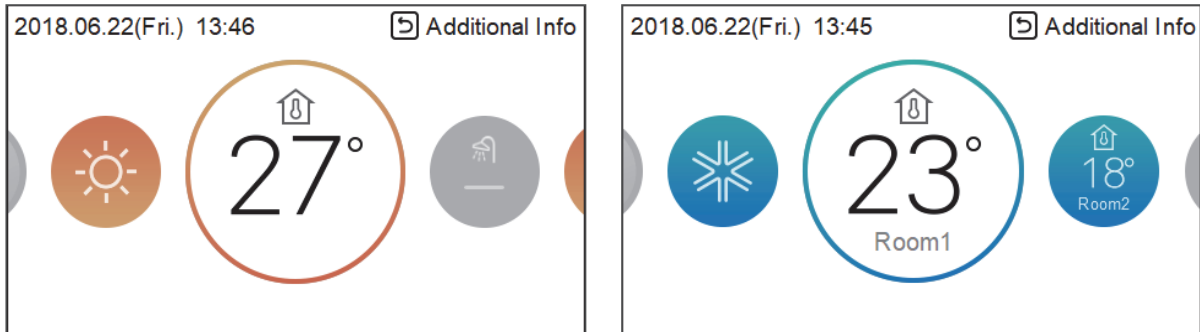 2018.06.22(Fri.) 13:46 Additional Info
27°
2018.06.22(Fri.) 13:45 Additional Info
23°
Room1
18°
Room2